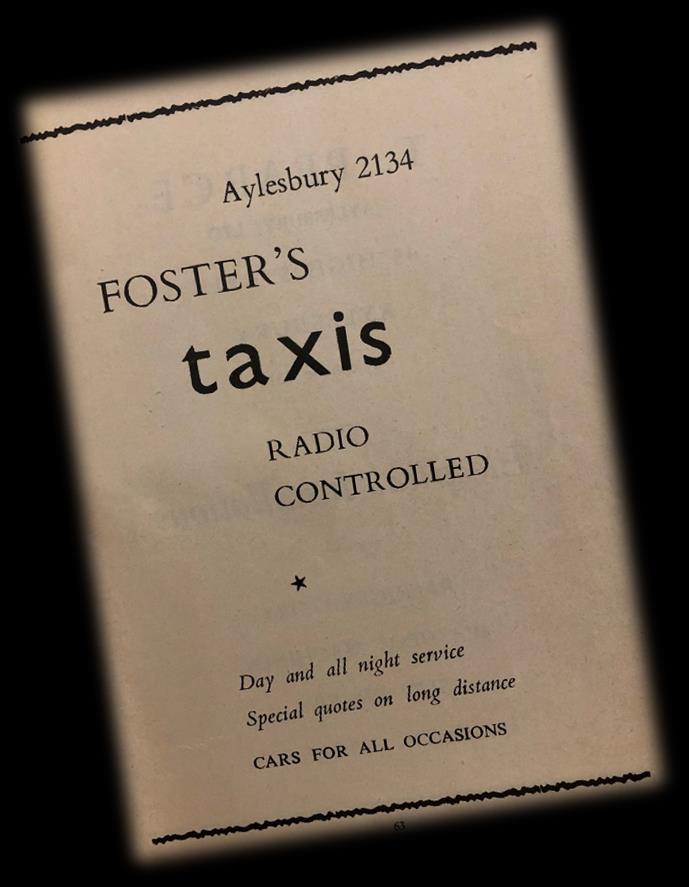 Aylesbury 2134
FOSTER'S
taxis
RADIO
CONTROLLED
Day and all night service
Special quotes on long distance
CARS FOR ALL OCCASIONS
63